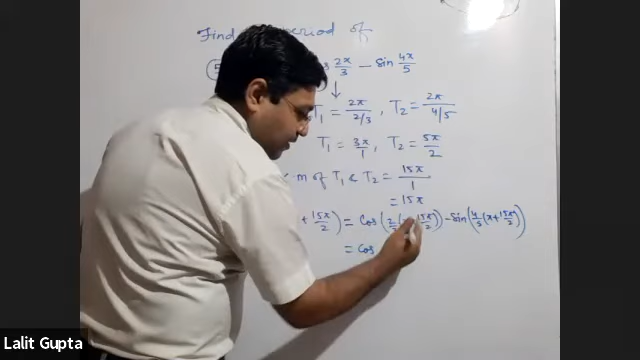 Find period of
5 2x/3 - sin 4x/5
↓
T₁ = 2π / 2/3 , T₂ = 2π / 4/5
T₁ = 3π/1 , T₂ = 5π/2
.m of T₁ & T₂ = 15π/1
= 15π
+ 15π/2) = cos(2/3( 15π/2)) - sin(4/5(x+15π/2))
= cos
Lalit Gupta